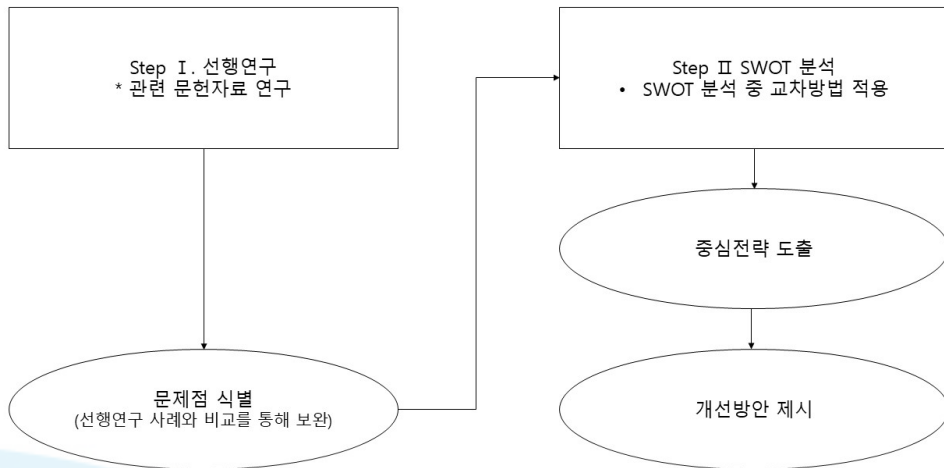 Step Ⅰ. 선행연구
* 관련 문헌자료 연구
문제점 식별
(선행연구 사례와 비교를 통해 보완)
Step Ⅱ SWOT 분석
• SWOT 분석 중 교차방법 적용
중심전략 도출
개선방안 제시